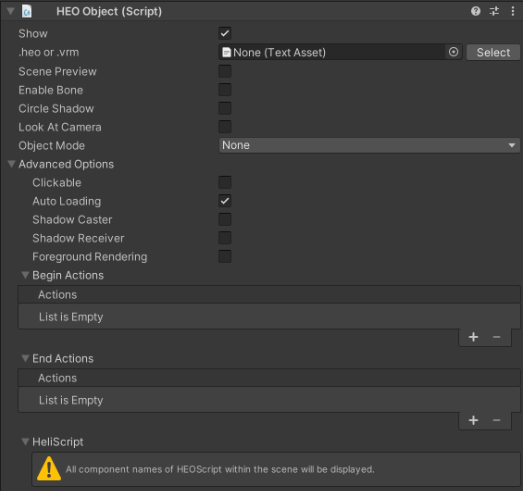 HEO Object (Script)
Show
.heo or .vrm None (Text Asset) Select
Scene Preview
Enable Bone
Circle Shadow
Look At Camera
Object Mode None
Advanced Options
Clickable
Auto Loading
Shadow Caster
Shadow Receiver
Foreground Rendering
Begin Actions
Actions
List is Empty
+ −
End Actions
Actions
List is Empty
+ −
HeliScript
All component names of HEOScript within the scene will be displayed.